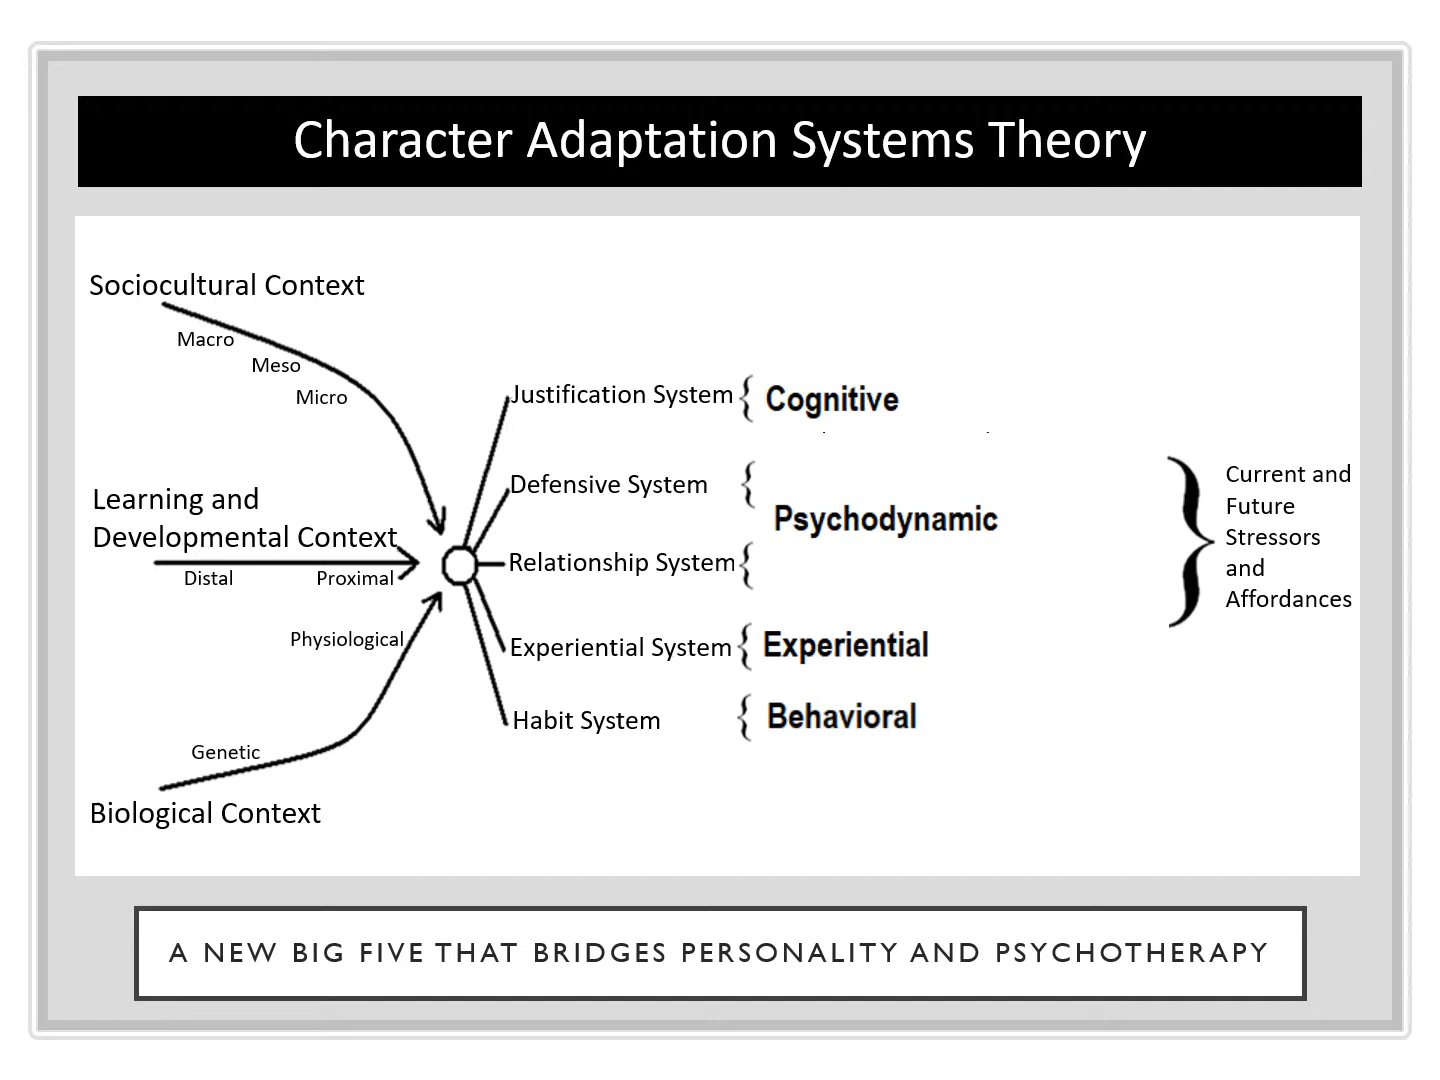 Character Adaptation Systems Theory
Sociocultural Context
Macro
Meso
Micro
Learning and
Developmental Context
Distal
Proximal
Physiological
Genetic
Biological Context
Justification System
Cognitive
Defensive System
Psychodynamic
Relationship System
Experiential System
Experiential
Habit System
Behavioral
Current and
Future
Stressors
and
Affordances
A NEW BIG FIVE THAT BRIDGES PERSONALITY AND PSYCHOTHERAPY